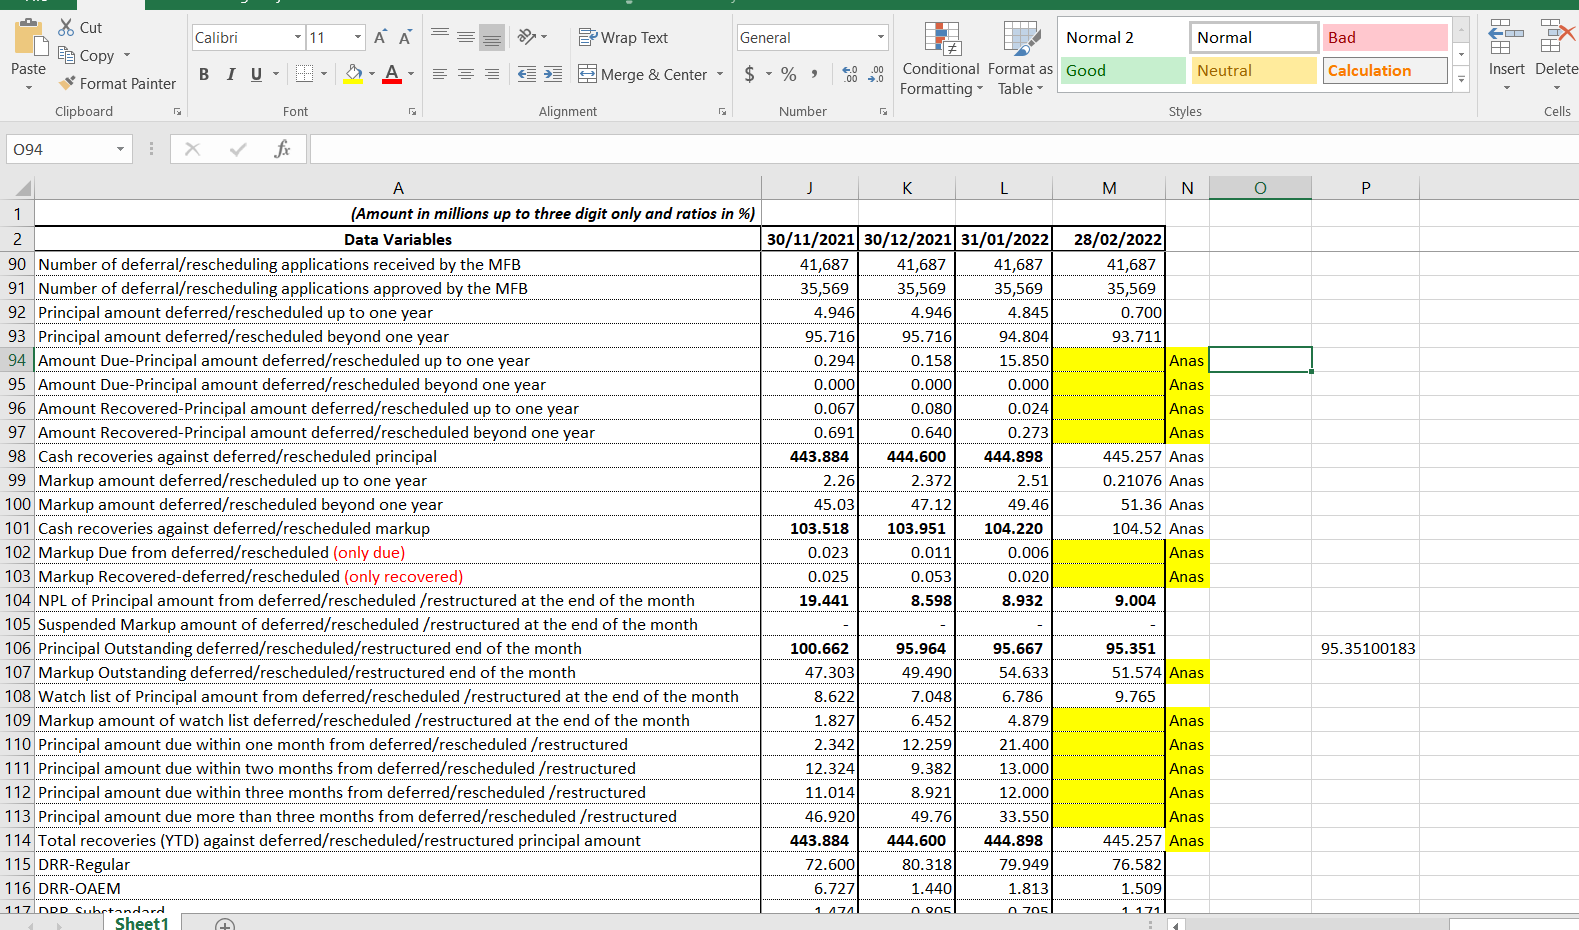 Cut
Copy
Format Painter
Paste
Clipboard
Calibri 11
B I U
Font
Wrap Text
Merge & Center
Alignment
General
$ % ,
Number
Conditional Formatting
Format as Table
Normal 2 Normal Bad
Good Neutral Calculation
Styles
Insert Delete
Cells
O94 fx
A J K L M N O P
1 (Amount in millions up to three digit only and ratios in %)
2 Data Variables 30/11/2021 30/12/2021 31/01/2022 28/02/2022
90 Number of deferral/rescheduling applications received by the MFB 41,687 41,687 41,687 41,687
91 Number of deferral/rescheduling applications approved by the MFB 35,569 35,569 35,569 35,569
92 Principal amount deferred/rescheduled up to one year 4.946 4.946 4.845 0.700
93 Principal amount deferred/rescheduled beyond one year 95.716 95.716 94.804 93.711
94 Amount Due-Principal amount deferred/rescheduled up to one year 0.294 0.158 15.850 Anas
95 Amount Due-Principal amount deferred/rescheduled beyond one year 0.000 0.000 0.000 Anas
96 Amount Recovered-Principal amount deferred/rescheduled up to one year 0.067 0.080 0.024 Anas
97 Amount Recovered-Principal amount deferred/rescheduled beyond one year 0.691 0.640 0.273 Anas
98 Cash recoveries against deferred/rescheduled principal 443.884 444.600 444.898 445.257 Anas
99 Markup amount deferred/rescheduled up to one year 2.26 2.372 2.51 0.21076 Anas
100 Markup amount deferred/rescheduled beyond one year 45.03 47.12 49.46 51.36 Anas
101 Cash recoveries against deferred/rescheduled markup 103.518 103.951 104.220 104.52 Anas
102 Markup Due from deferred/rescheduled (only due) 0.023 0.011 0.006 Anas
103 Markup Recovered-deferred/rescheduled (only recovered) 0.025 0.053 0.020 Anas
104 NPL of Principal amount from deferred/rescheduled /restructured at the end of the month 19.441 8.598 8.932 9.004
105 Suspended Markup amount of deferred/rescheduled /restructured at the end of the month - - - -
106 Principal Outstanding deferred/rescheduled/restructured end of the month 100.662 95.964 95.667 95.351 95.35100183
107 Markup Outstanding deferred/rescheduled/restructured end of the month 47.303 49.490 54.633 51.574 Anas
108 Watch list of Principal amount from deferred/rescheduled /restructured at the end of the month 8.622 7.048 6.786 9.765
109 Markup amount of watch list deferred/rescheduled /restructured at the end of the month 1.827 6.452 4.879 Anas
110 Principal amount due within one month from deferred/rescheduled /restructured 2.342 12.259 21.400 Anas
111 Principal amount due within two months from deferred/rescheduled /restructured 12.324 9.382 13.000 Anas
112 Principal amount due within three months from deferred/rescheduled /restructured 11.014 8.921 12.000 Anas
113 Principal amount due more than three months from deferred/rescheduled /restructured 46.920 49.76 33.550 Anas
114 Total recoveries (YTD) against deferred/rescheduled/restructured principal amount 443.884 444.600 444.898 445.257 Anas
115 DRR-Regular 72.600 80.318 79.949 76.582
116 DRR-OAEM 6.727 1.440 1.813 1.509
117 DRR-Substandard 1.474 0.805 0.795 1.171
Sheet1